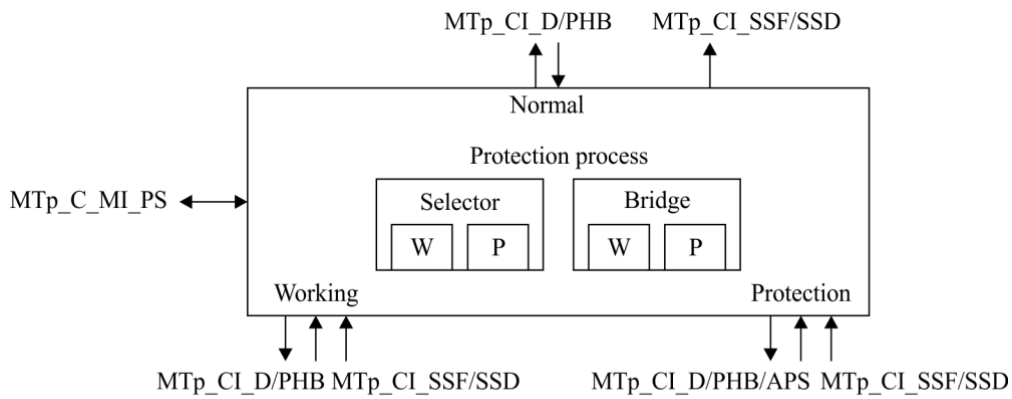 MTp_CI_D/PHB MTp_CI_SSF/SSD
Normal
Protection process
MTp_C_MI_PS
Selector Bridge
W P W P
Working Protection
MTp_CI_D/PHB MTp_CI_SSF/SSD MTp_CI_D/PHB/APS MTp_CI_SSF/SSD